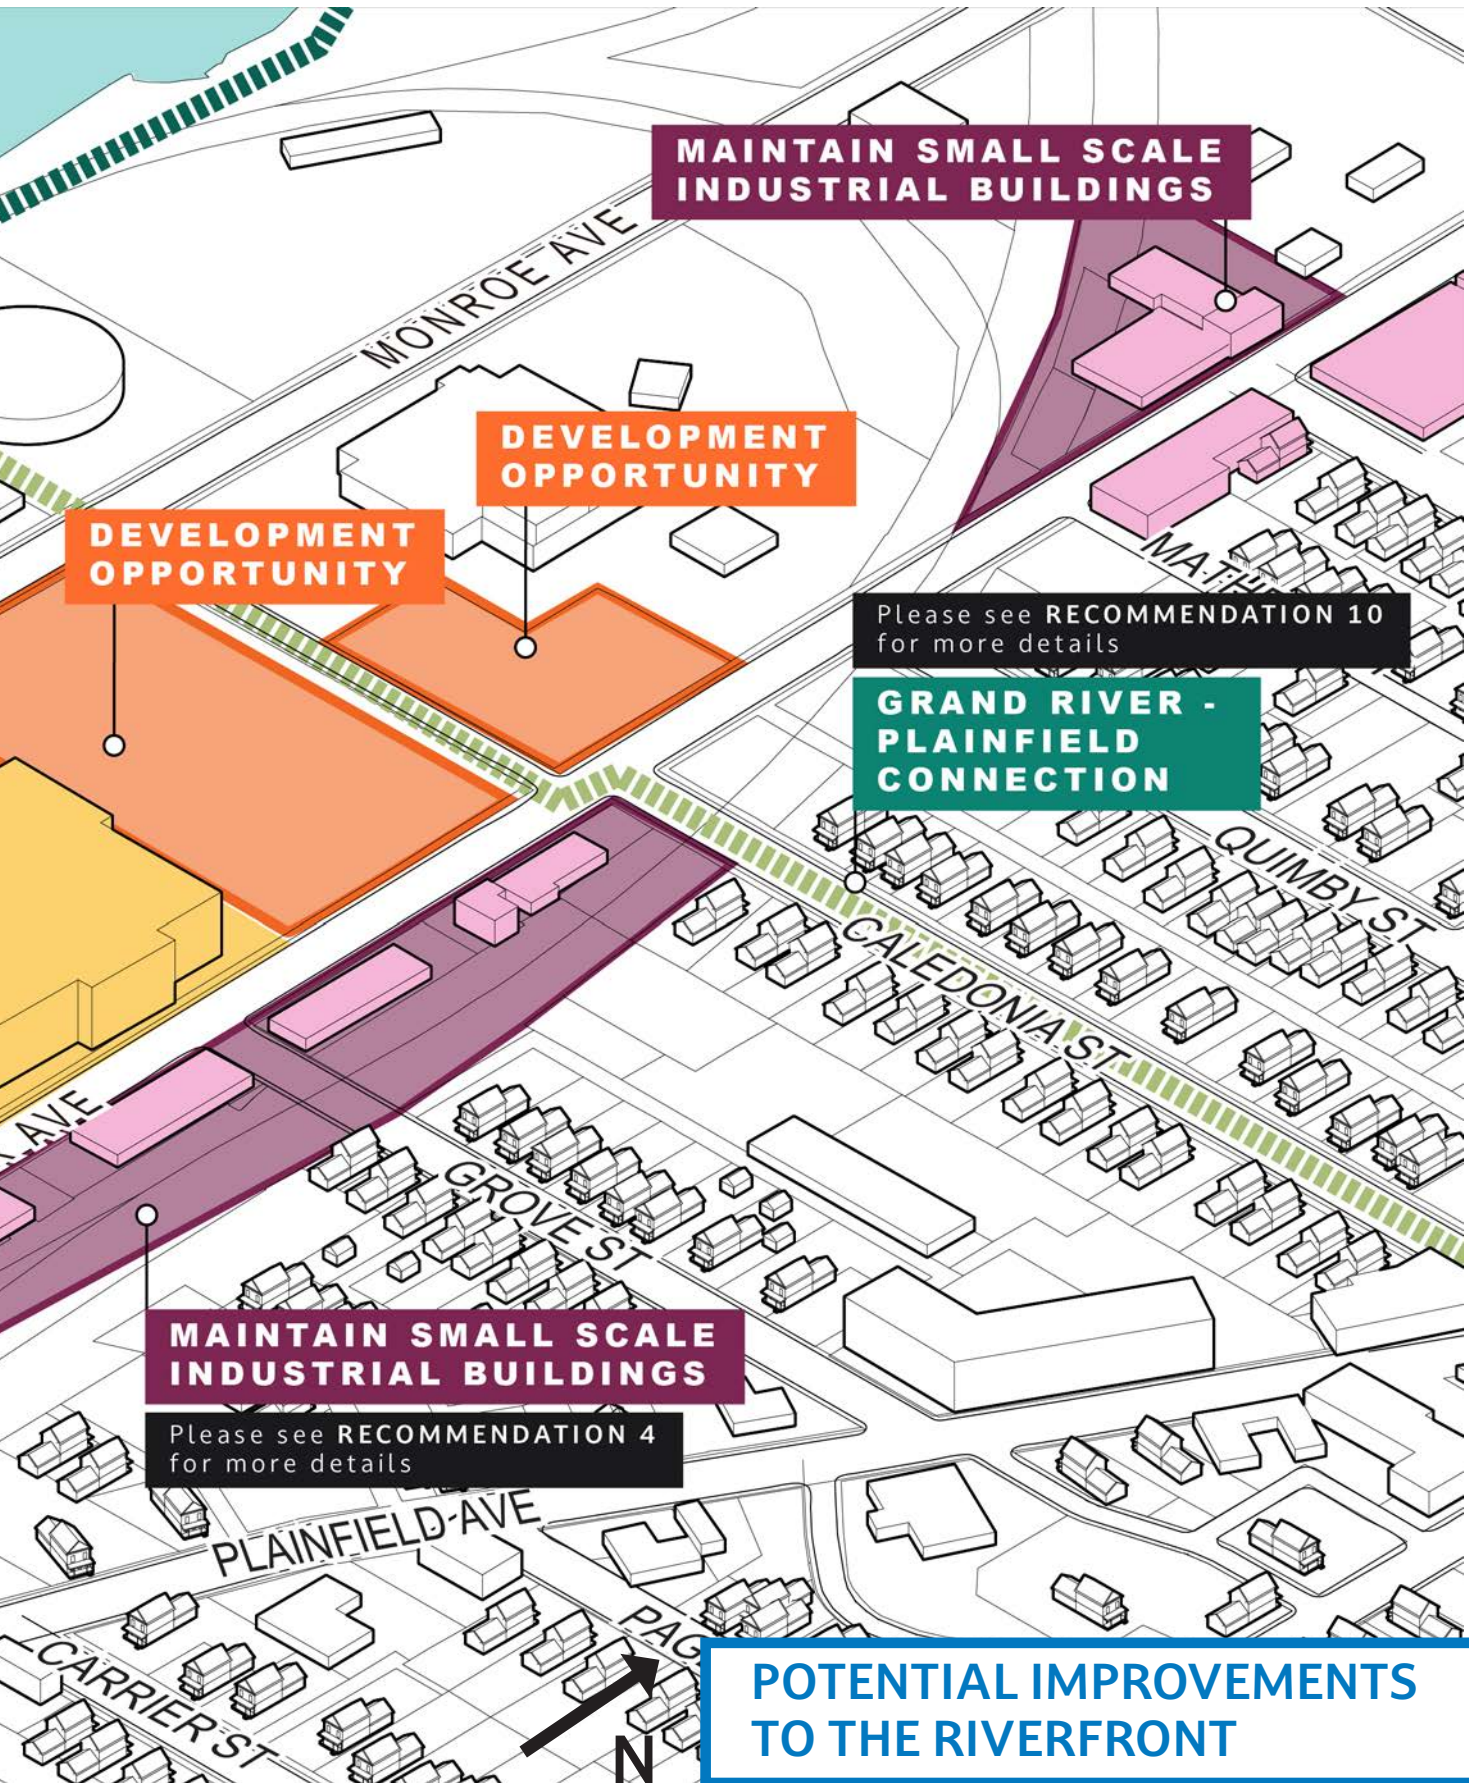 MAINTAIN SMALL SCALE
INDUSTRIAL BUILDINGS
MONROE AVE
DEVELOPMENT
OPPORTUNITY
DEVELOPMENT
OPPORTUNITY
Please see RECOMMENDATION 10
for more details
GRAND RIVER -
PLAINFIELD
CONNECTION
QUIMBY ST
CALEDONIA ST
AVE
GROVE ST
MAINTAIN SMALL SCALE
INDUSTRIAL BUILDINGS
Please see RECOMMENDATION 4
for more details
PLAINFIELD AVE
CARRIER ST
N
POTENTIAL IMPROVEMENTS
TO THE RIVERFRONT